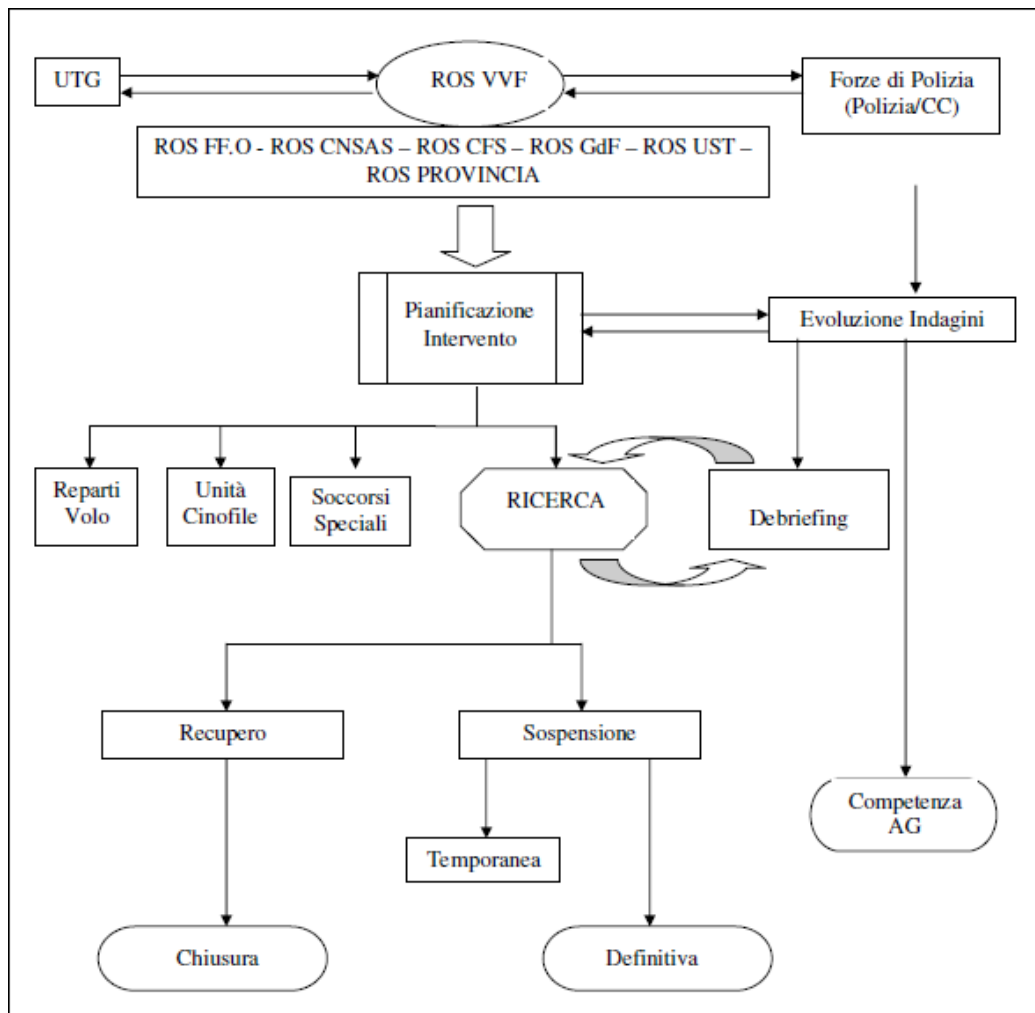 UTG
ROS VVF
Forze di Polizia
(Polizia/CC)
ROS FF.O - ROS CNSAS – ROS CFS – ROS GdF – ROS UST –
ROS PROVINCIA
Pianificazione
Intervento
Evoluzione Indagini
Reparti
Volo
Unità
Cinofile
Soccorsi
Speciali
RICERCA
Debriefing
Recupero
Sospensione
Competenza
AG
Temporanea
Chiusura
Definitiva